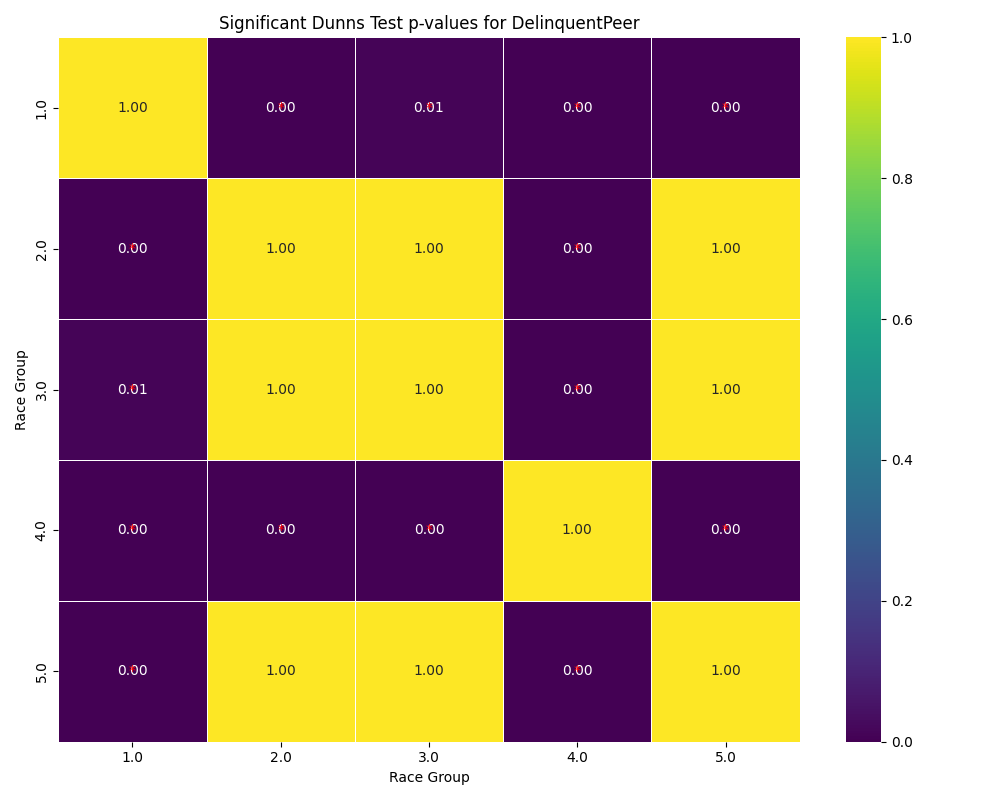 Significant Dunns Test p-values for DelinquentPeer
1.00 0.00 0.01 0.00 0.00
0.00 1.00 1.00 0.00 1.00
0.01 1.00 1.00 0.00 1.00
0.00 0.00 0.00 1.00 0.00
0.00 1.00 1.00 0.00 1.00
1.0
2.0
3.0
4.0
5.0
Race Group
1.0 2.0 3.0 4.0 5.0
Race Group
1.0
0.8
0.6
0.4
0.2
0.0